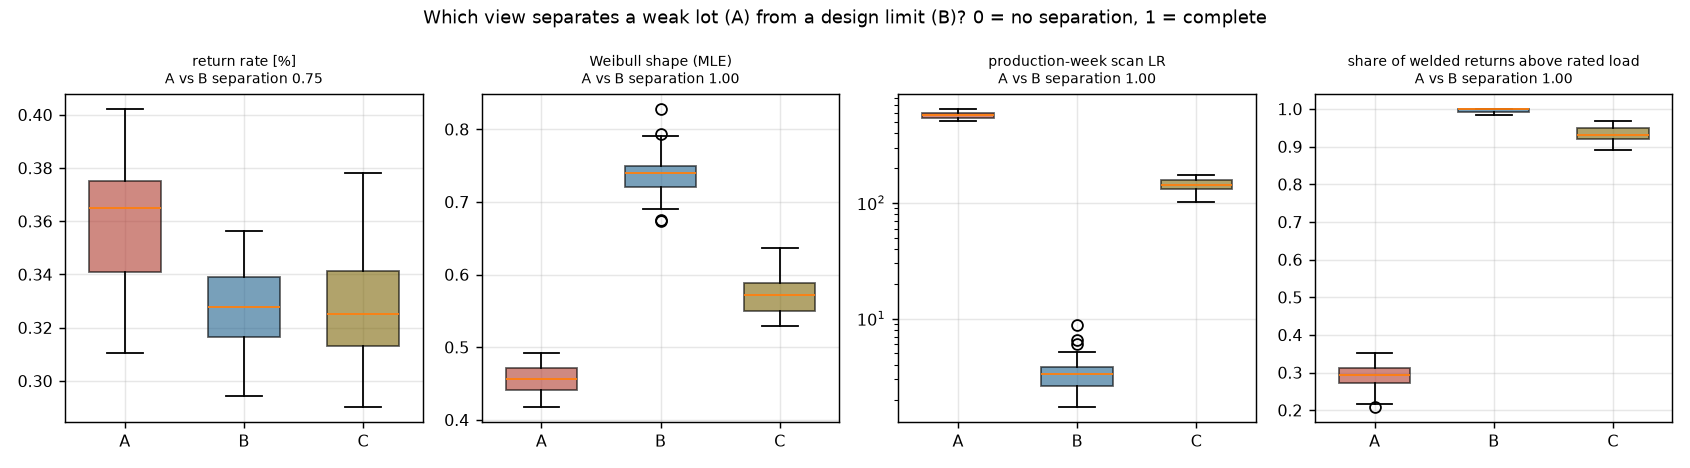 Which view separates a weak lot (A) from a design limit (B)? 0 = no separation, 1 = complete
return rate [%]
A vs B separation 0.75
0.40
0.38
0.36
0.34
0.32
0.30
A
B
C
Weibull shape (MLE)
A vs B separation 1.00
0.8
0.7
0.6
0.5
0.4
A
B
C
production-week scan LR
A vs B separation 1.00
10²
10¹
A
B
C
share of welded returns above rated load
A vs B separation 1.00
1.0
0.9
0.8
0.7
0.6
0.5
0.4
0.3
0.2
A
B
C